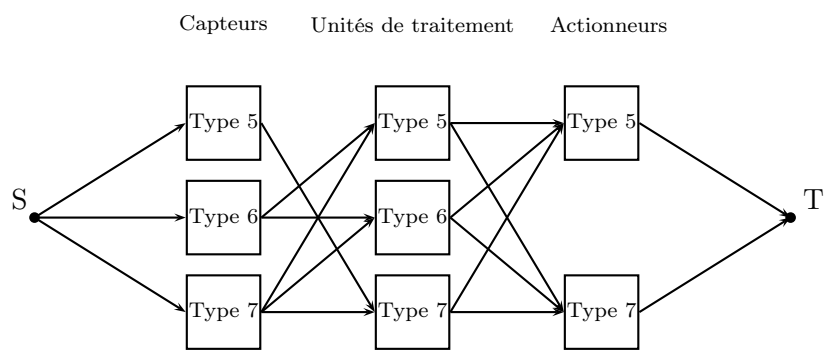 Capteurs Unités de traitement Actionneurs
Type 5 Type 5 Type 5
S Type 6 Type 6 T
Type 7 Type 7 Type 7